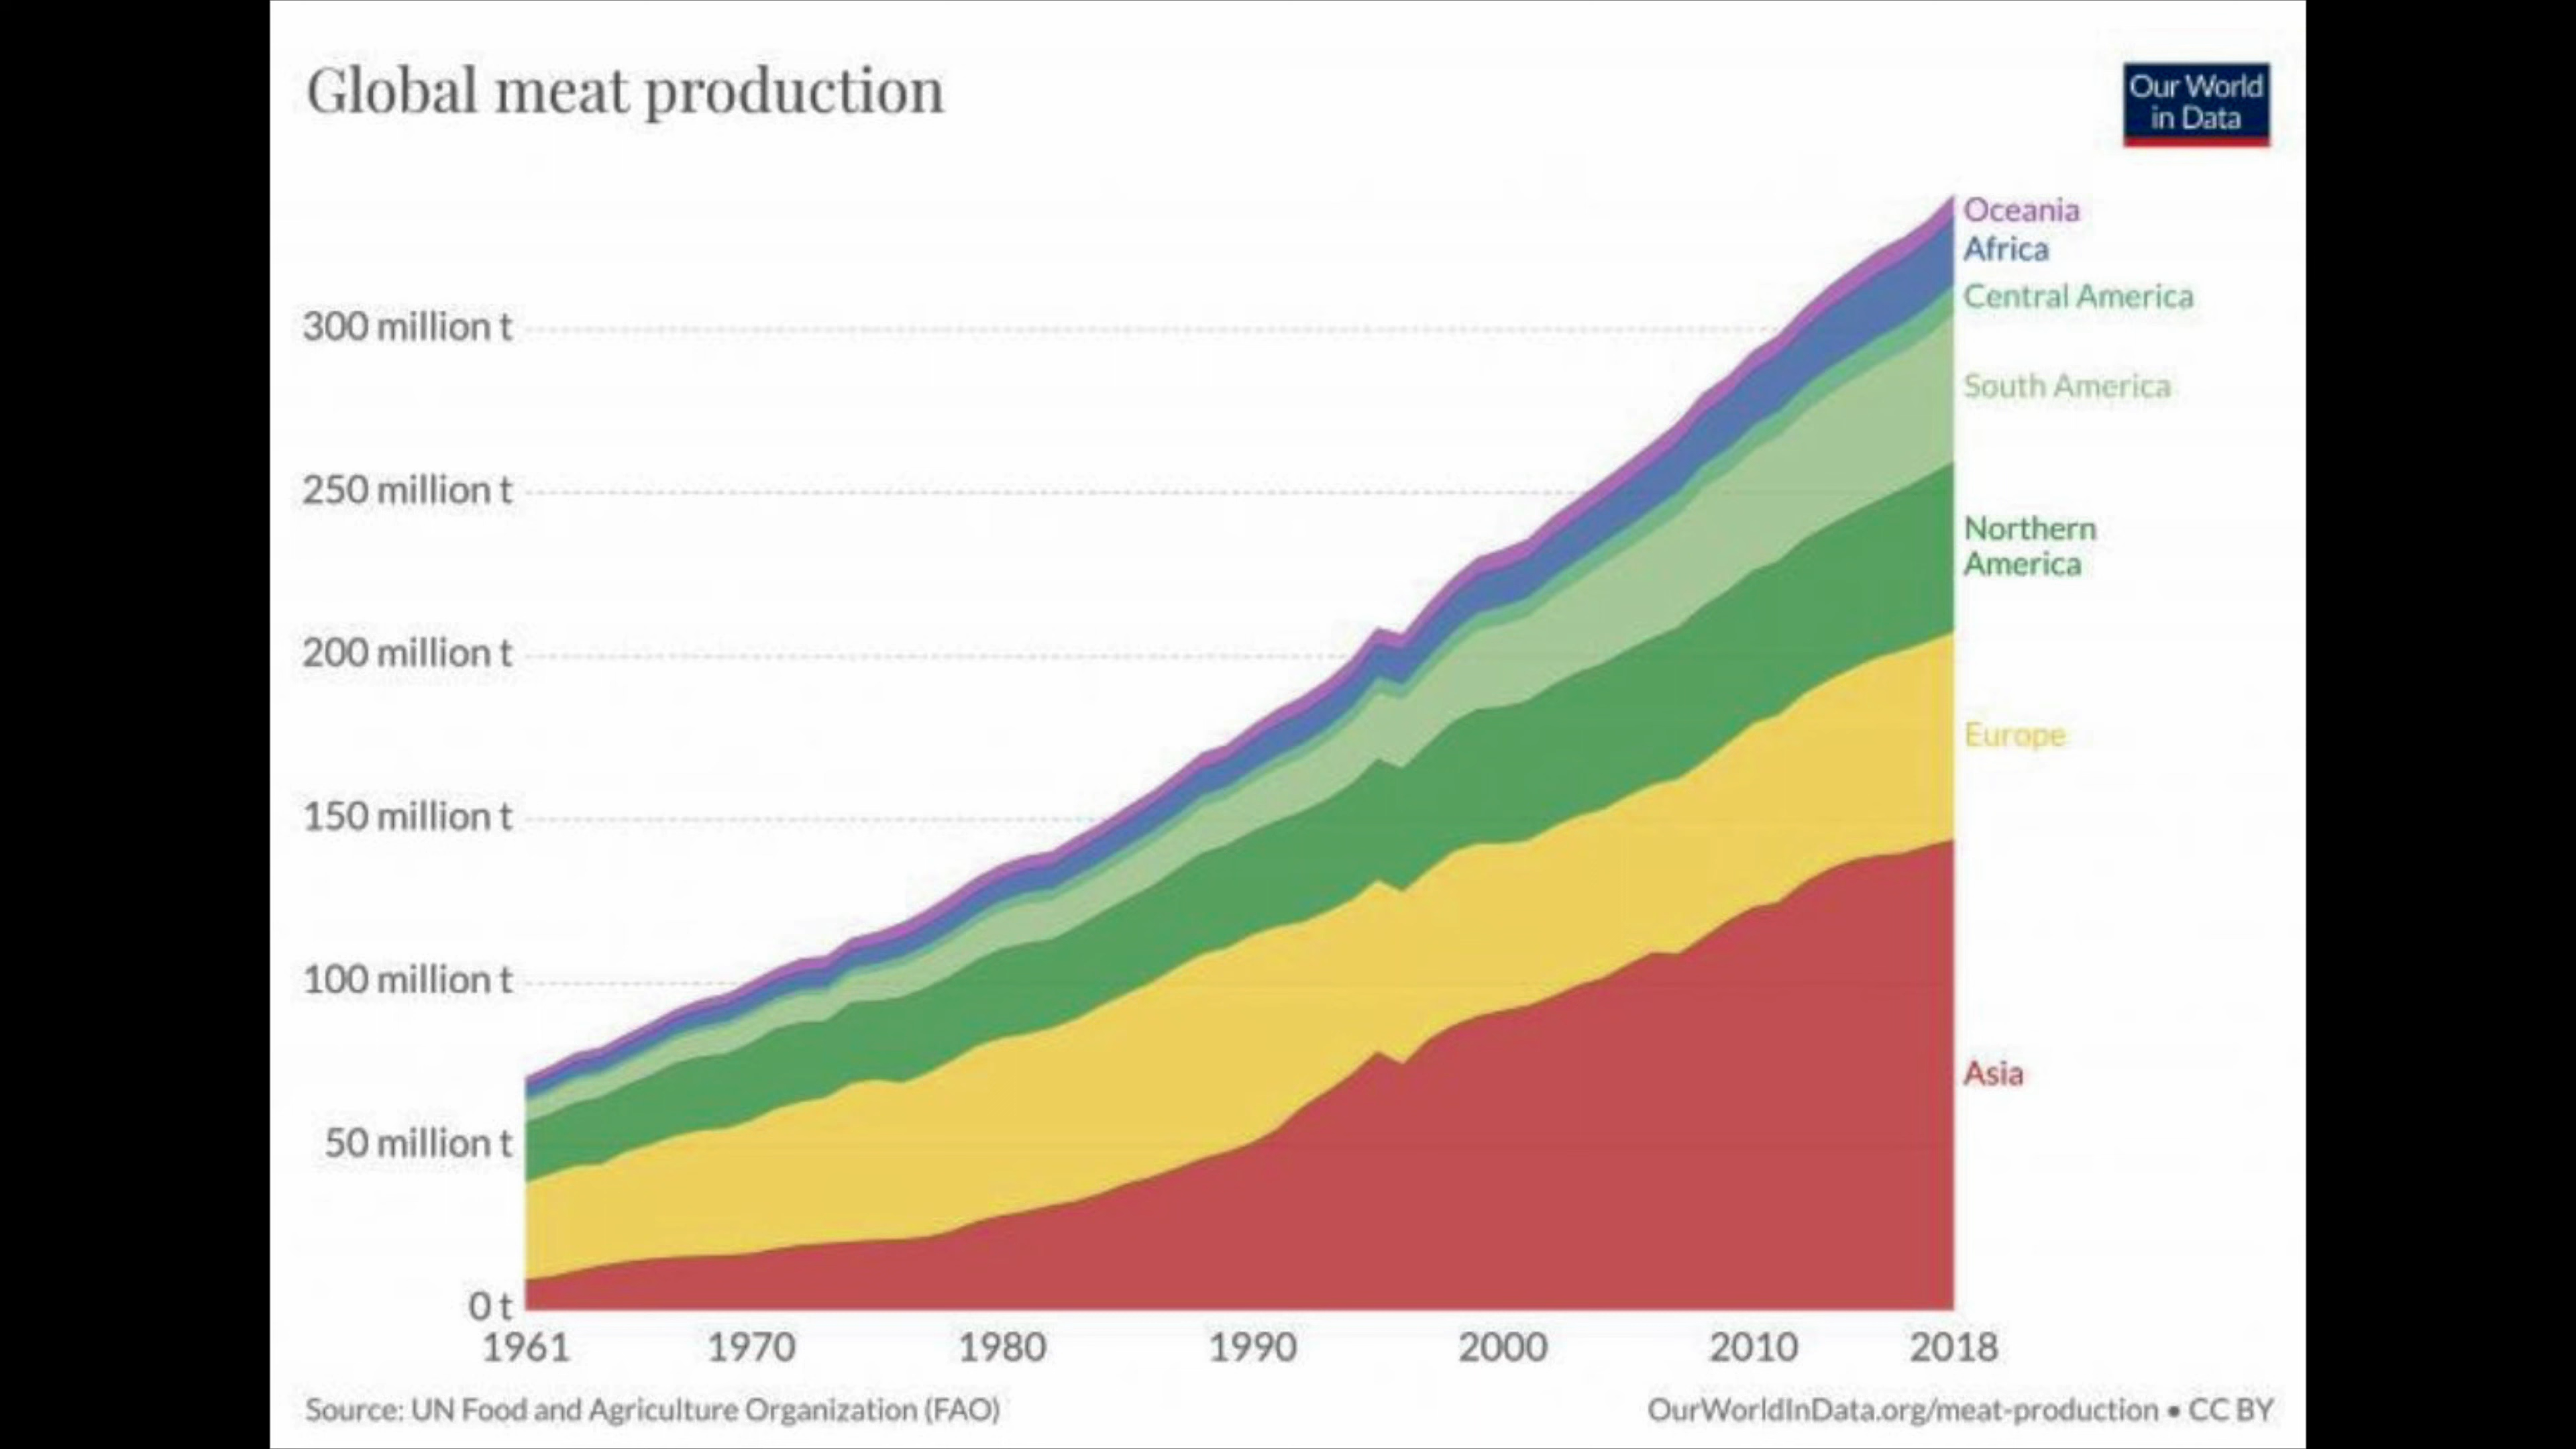 Global meat production
Our World
in Data
Oceania
Africa
Central America
South America
Northern
America
Europe
Asia
300 million t
250 million t
200 million t
150 million t
100 million t
50 million t
0 t
1961 1970 1980 1990 2000 2010 2018
Source: UN Food and Agriculture Organization (FAO)
OurWorldInData.org/meat-production • CC BY